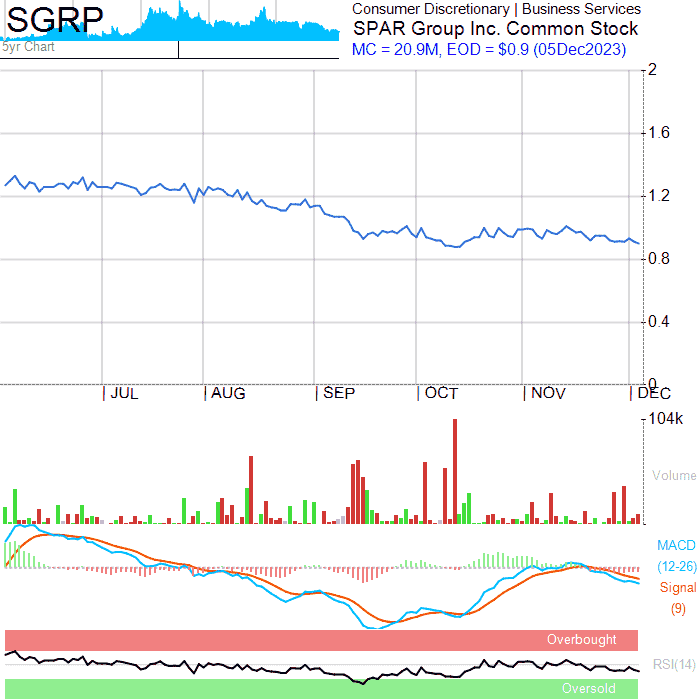 SGRP
5yr Chart
Consumer Discretionary | Business Services
SPAR Group Inc. Common Stock
MC = 20.9M, EOD = $0.9 (05Dec2023)
2
1.6
1.2
0.8
0.4
0
JUL
AUG
SEP
OCT
NOV
DEC
104k
Volume
MACD
(12-26)
Signal
(9)
Overbought
RSI(14)
Oversold